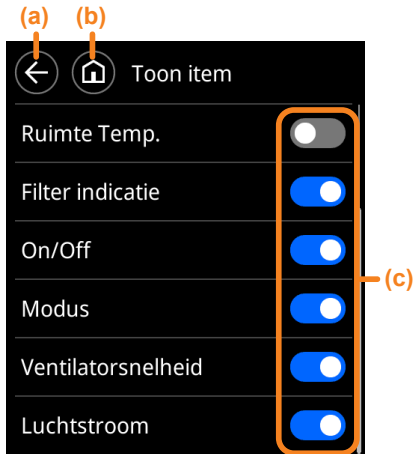 (a) (b)
Toon item
Ruimte Temp.
Filter indicatie
On/Off
Modus
(c)
Ventilatorsnelheid
Luchtstroom